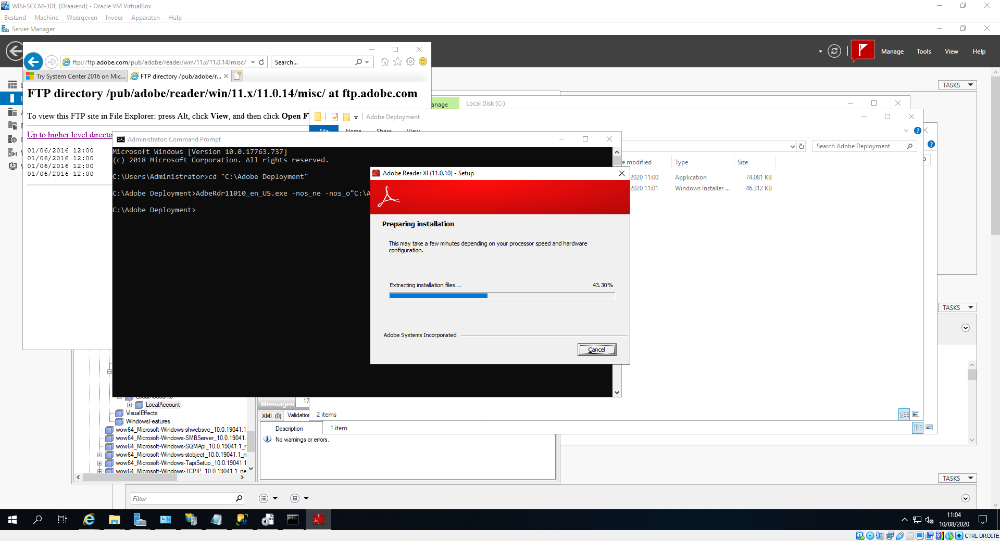 WIN-SCCM-3DE [Draaiend] - Oracle VM VirtualBox
Bestand Machine Weergeven Invoer Apparaten Hulp
Server Manager
Manage Tools View Help
ftp://ftp.adobe.com/pub/adobe/reader/win/11.x/11.0.14/misc/
Search...
Try System Center 2016 on Mic...
FTP directory /pub/adobe/r...
FTP directory /pub/adobe/reader/win/11.x/11.0.14/misc/ at ftp.adobe.com
To view this FTP site in File Explorer: press Alt, click View, and then click Open F
Up to higher level directo
01/06/2016 12:00
01/06/2016 12:00
01/06/2016 12:00
01/06/2016 12:00
TASKS
anage
Local Disk (C:)
Adobe Deployment
File Home Share View
Search Adobe Deployment
e modified Type Size
2020 11:00 Application 74.081 KB
2020 11:01 Windows Installer ... 46.312 KB
Administrator: Command Prompt
Microsoft Windows [Version 10.0.17763.737]
(c) 2018 Microsoft Corporation. All rights reserved.
C:\Users\Administrator>cd "C:\Adobe Deployment"
C:\Adobe Deployment>AdbeRdr11010_en_US.exe -nos_ne -nos_o"C:\A
C:\Adobe Deployment>
Adobe Reader XI (11.0.10) - Setup
Preparing installation
This may take a few minutes depending on your processor speed and hardware
configuration.
Extracting installation files... 43.30%
Adobe Systems Incorporated
Cancel
TASKS
LocalAccounts
LocalAccount
VisualEffects
WindowsFeatures
wow64_Microsoft-Windows-shwebsvc_10.0.19041.1
wow64_Microsoft-Windows-SMBServer_10.0.19041.
wow64_Microsoft-Windows-SQMApi_10.0.19041.1_r
wow64_Microsoft-Windows-stobject_10.0.19041.1_n
wow64_Microsoft-Windows-TapiSetup_10.0.19041.1
wow64_Microsoft-Windows-TCPIP_10.0.19041.1_ne
Messages 17
XML (0) Validation
Description
No warnings or errors.
2 items
1 item
TASKS
Filter
11:04
10/08/2020
CTRL DROITE